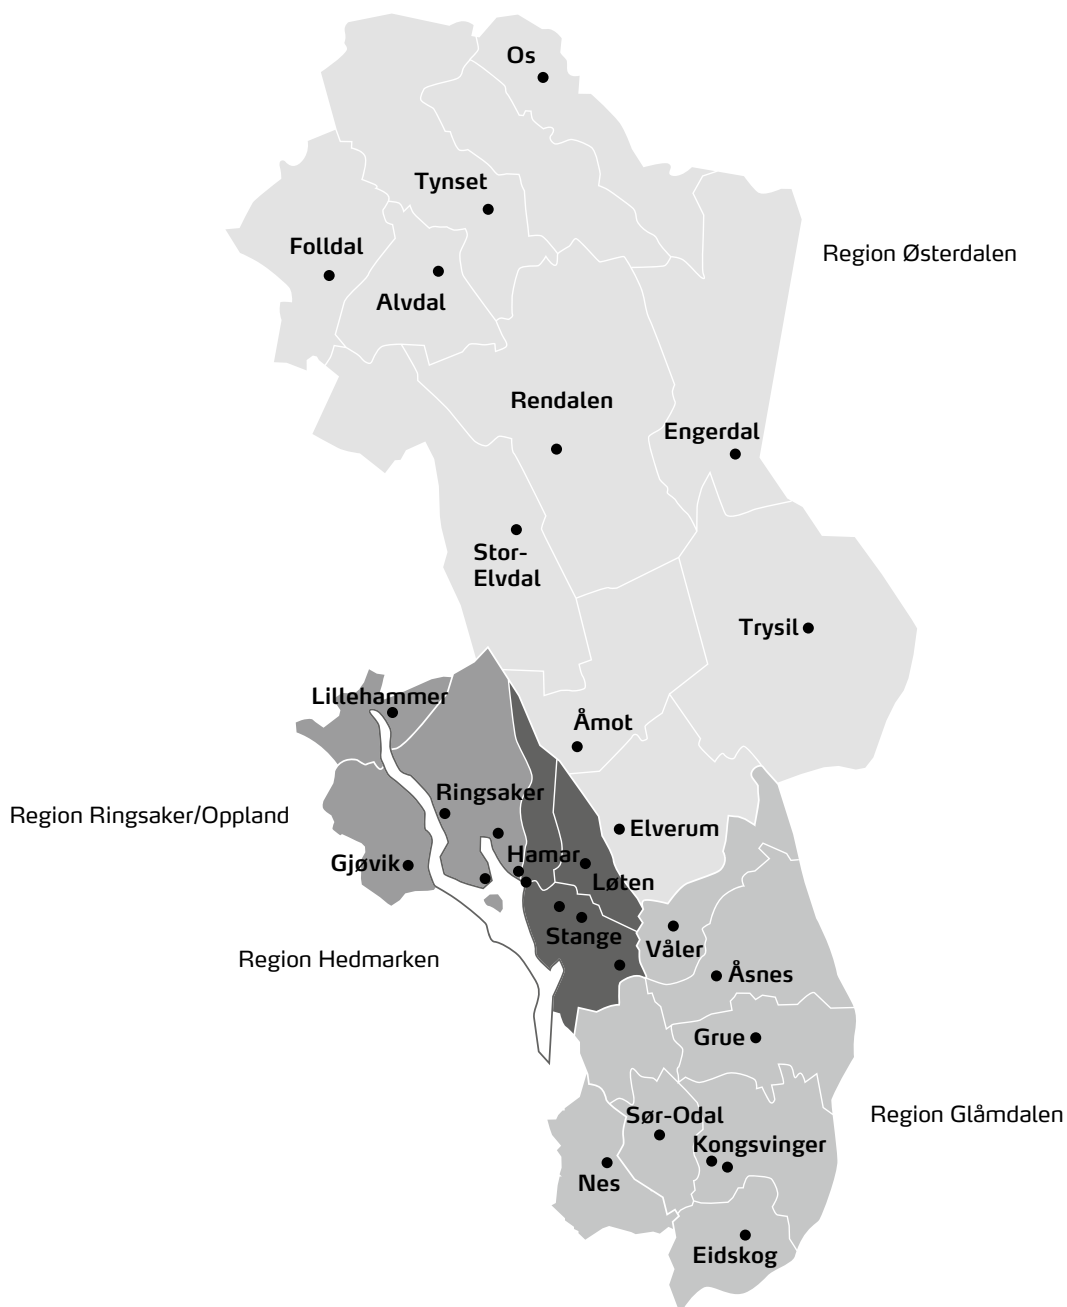 Os
Tynset
Folldal
Region Østerdalen
Alvdal
Rendalen
Engerdal
Stor-
Elvdal
Trysil
Lillehammer
Åmot
Ringsaker
Region Ringsaker/Oppland
Elverum
Hamar
Gjøvik
Løten
Stange
Våler
Region Hedmarken
Åsnes
Grue
Region Glåmdalen
Sør-Odal
Kongsvinger
Nes
Eidskog